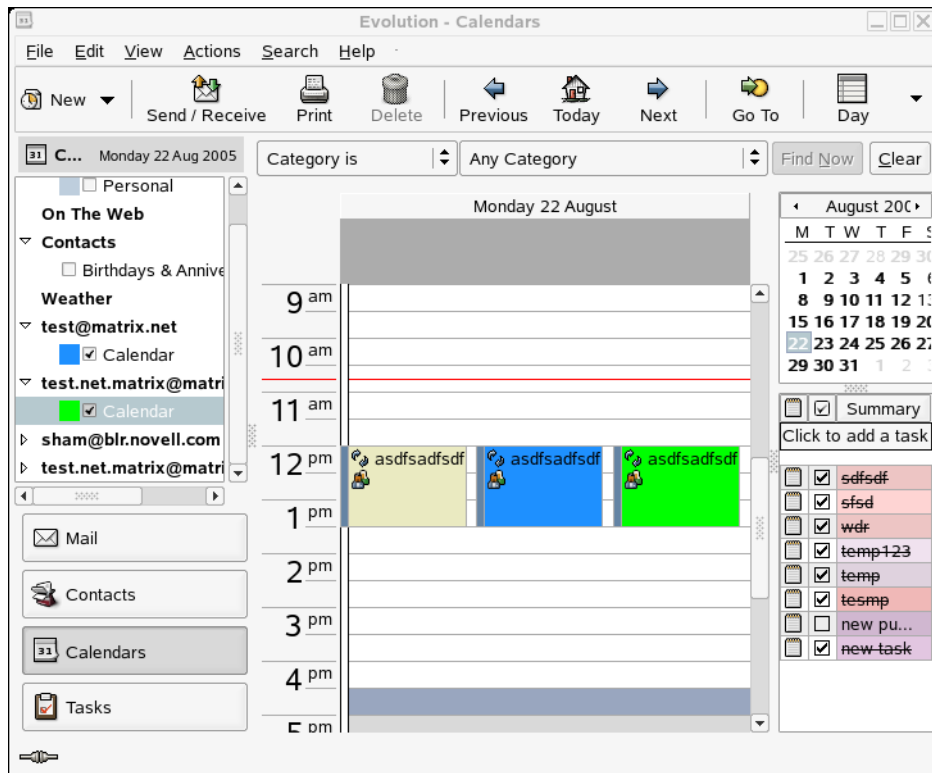 Evolution - Calendars
File Edit View Actions Search Help
New Send / Receive Print Delete Previous Today Next Go To Day
31 C... Monday 22 Aug 2005
Category is Any Category Find Now Clear
Personal
On The Web
Contacts
Birthdays & Annive
Weather
test@matrix.net
Calendar
test.net.matrix@matri
Calendar
sham@blr.novell.com
test.net.matrix@matri
Mail
Contacts
31 Calendars
Tasks
Monday 22 August
9 am
10 am
11 am
12 pm
1 pm
2 pm
3 pm
4 pm
5 pm
asdfsadfsdf asdfsadfsdf asdfsadfsdf
August 200
M T W T F S
25 26 27 28 29 30
1 2 3 4 5 6
8 9 10 11 12 13
15 16 17 18 19 20
22 23 24 25 26 27
29 30 31 1 2 3
Summary
Click to add a task
sdfsdf
sfsd
wdr
temp123
temp
tesmp
new pu...
new task